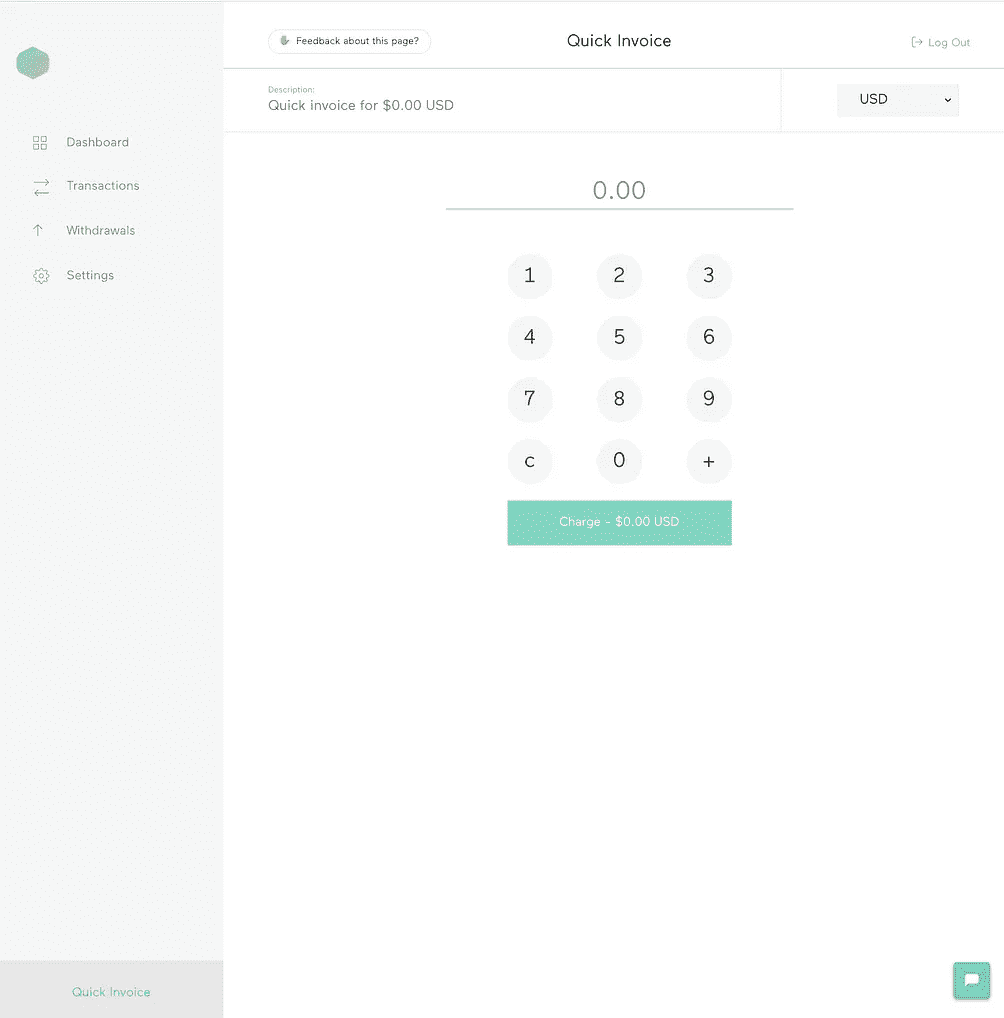 Feedback about this page?
Quick Invoice
Log Out
Description:
Quick invoice for $0.00 USD
USD
Dashboard
Transactions
Withdrawals
Settings
0.00
1 2 3
4 5 6
7 8 9
c 0 +
Charge - $0.00 USD
Quick Invoice